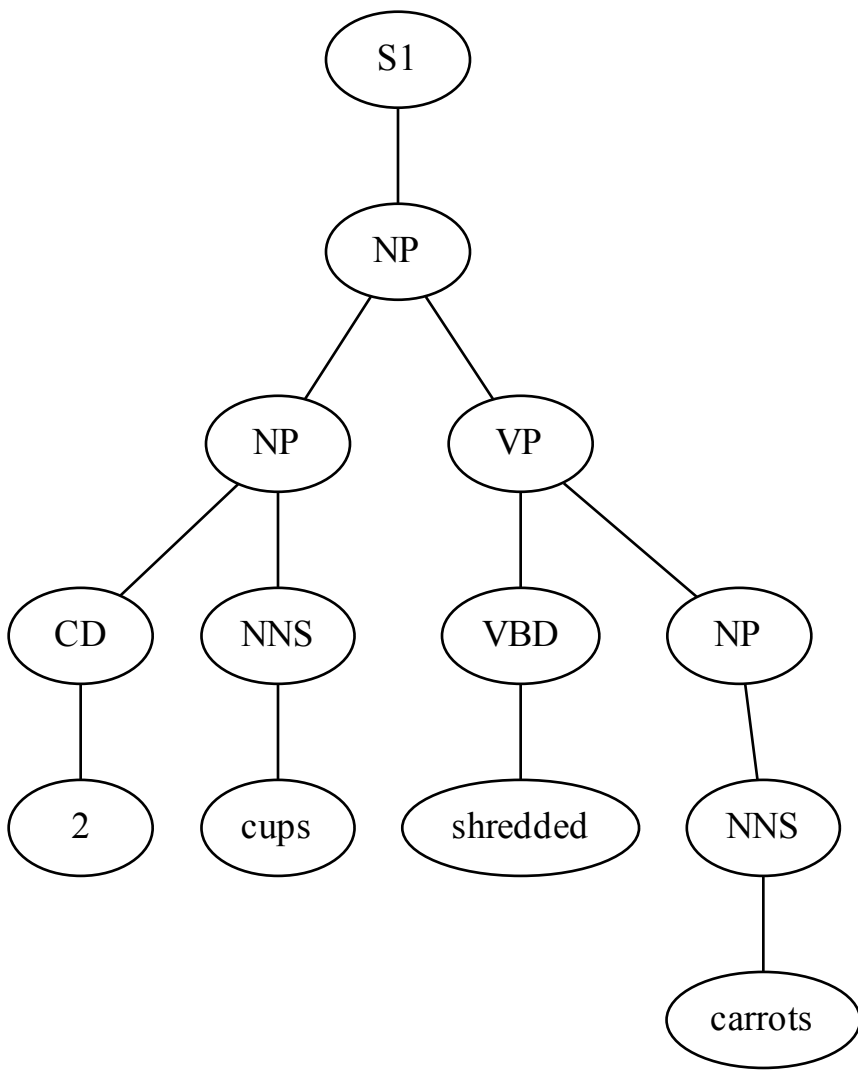 S1
NP
NP VP
CD NNS VBD NP
2 cups shredded NNS
carrots